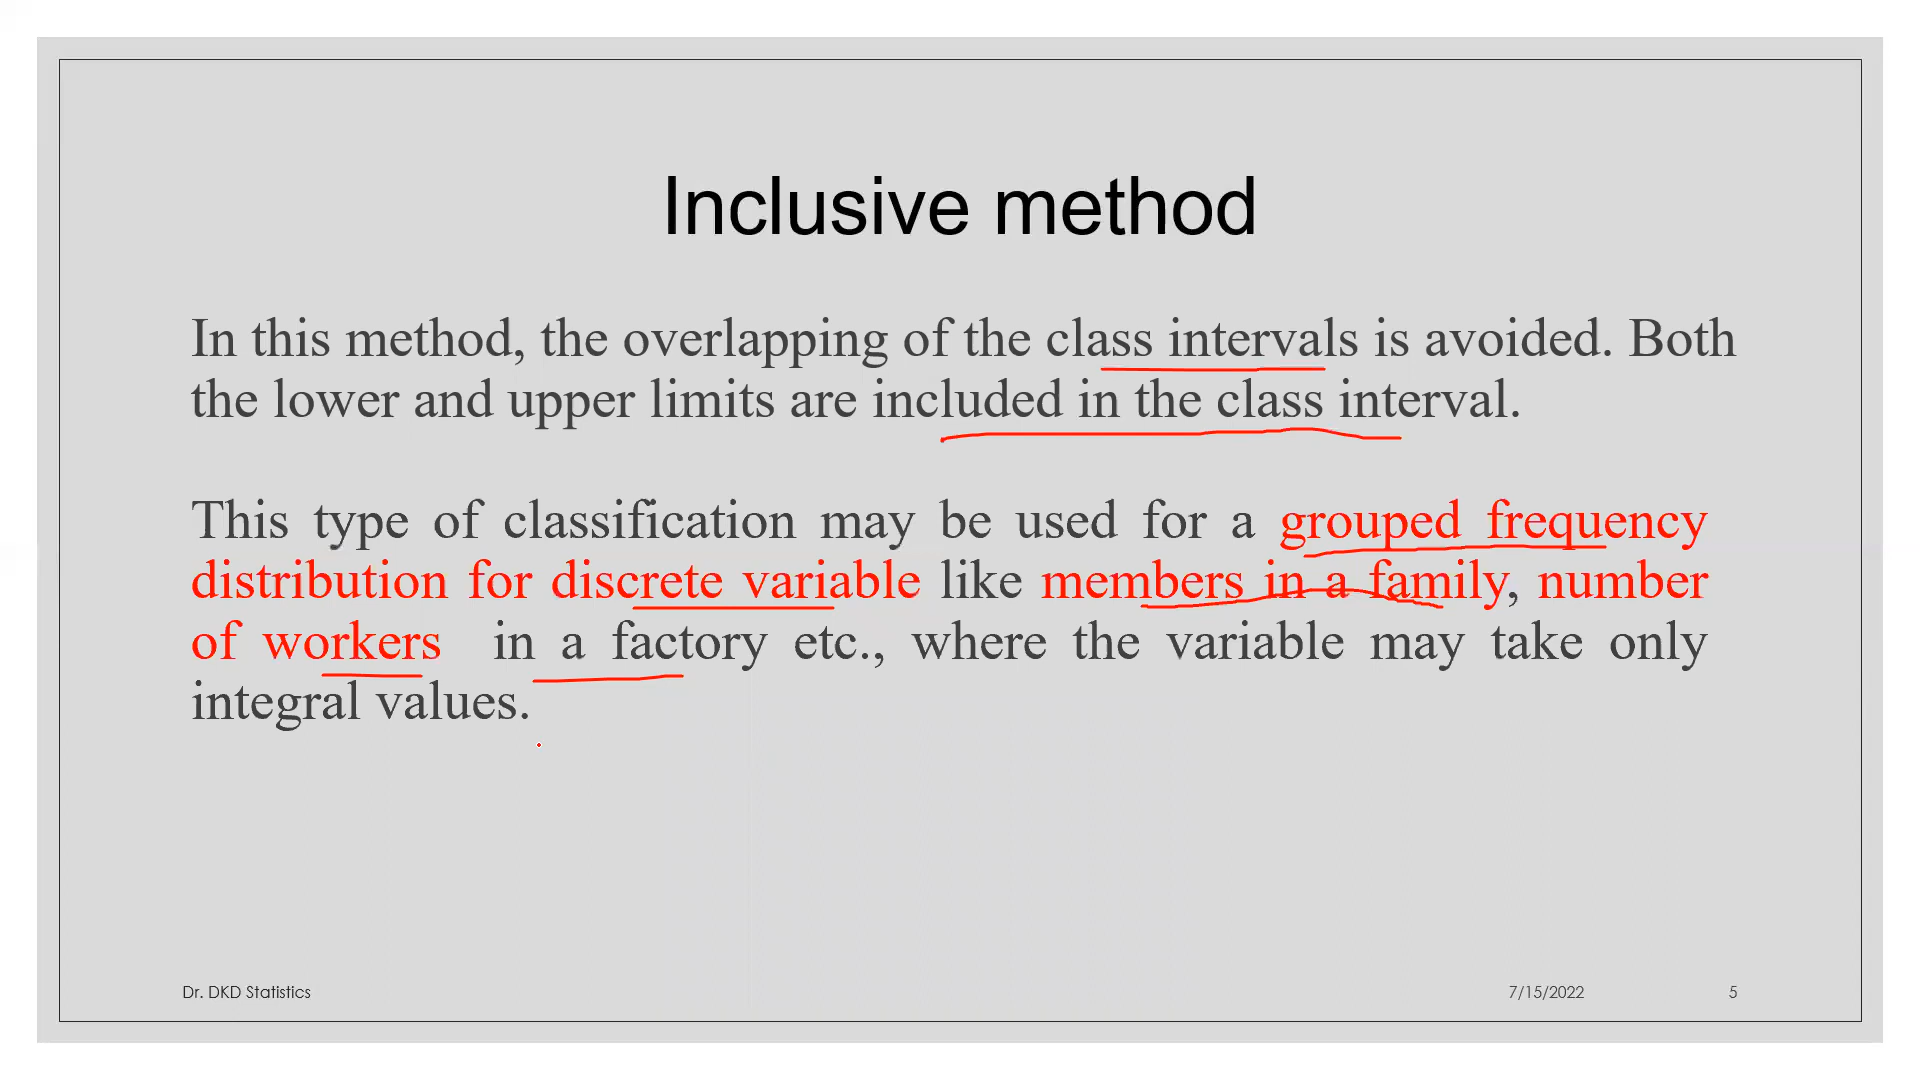 Inclusive method
In this method, the overlapping of the class intervals is avoided. Both
the lower and upper limits are included in the class interval.
This type of classification may be used for a grouped frequency
distribution for discrete variable like members in a family, number
of workers in a factory etc., where the variable may take only
integral values.
Dr. DKD Statistics 7/15/2022 5